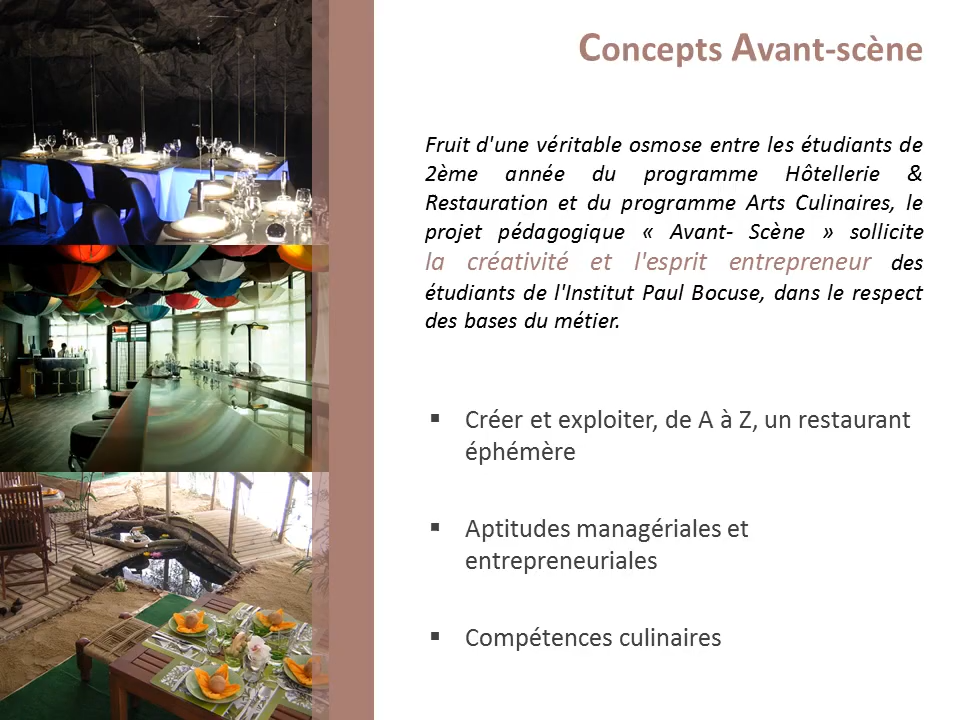 Concepts Avant-scène
Fruit d'une véritable osmose entre les étudiants de
2ème année du programme Hôtellerie &
Restauration et du programme Arts Culinaires, le
projet pédagogique « Avant- Scène » sollicite
la créativité et l'esprit entrepreneur des
étudiants de l'Institut Paul Bocuse, dans le respect
des bases du métier.
▪ Créer et exploiter, de A à Z, un restaurant
éphémère
▪ Aptitudes managériales et
entrepreneuriales
▪ Compétences culinaires